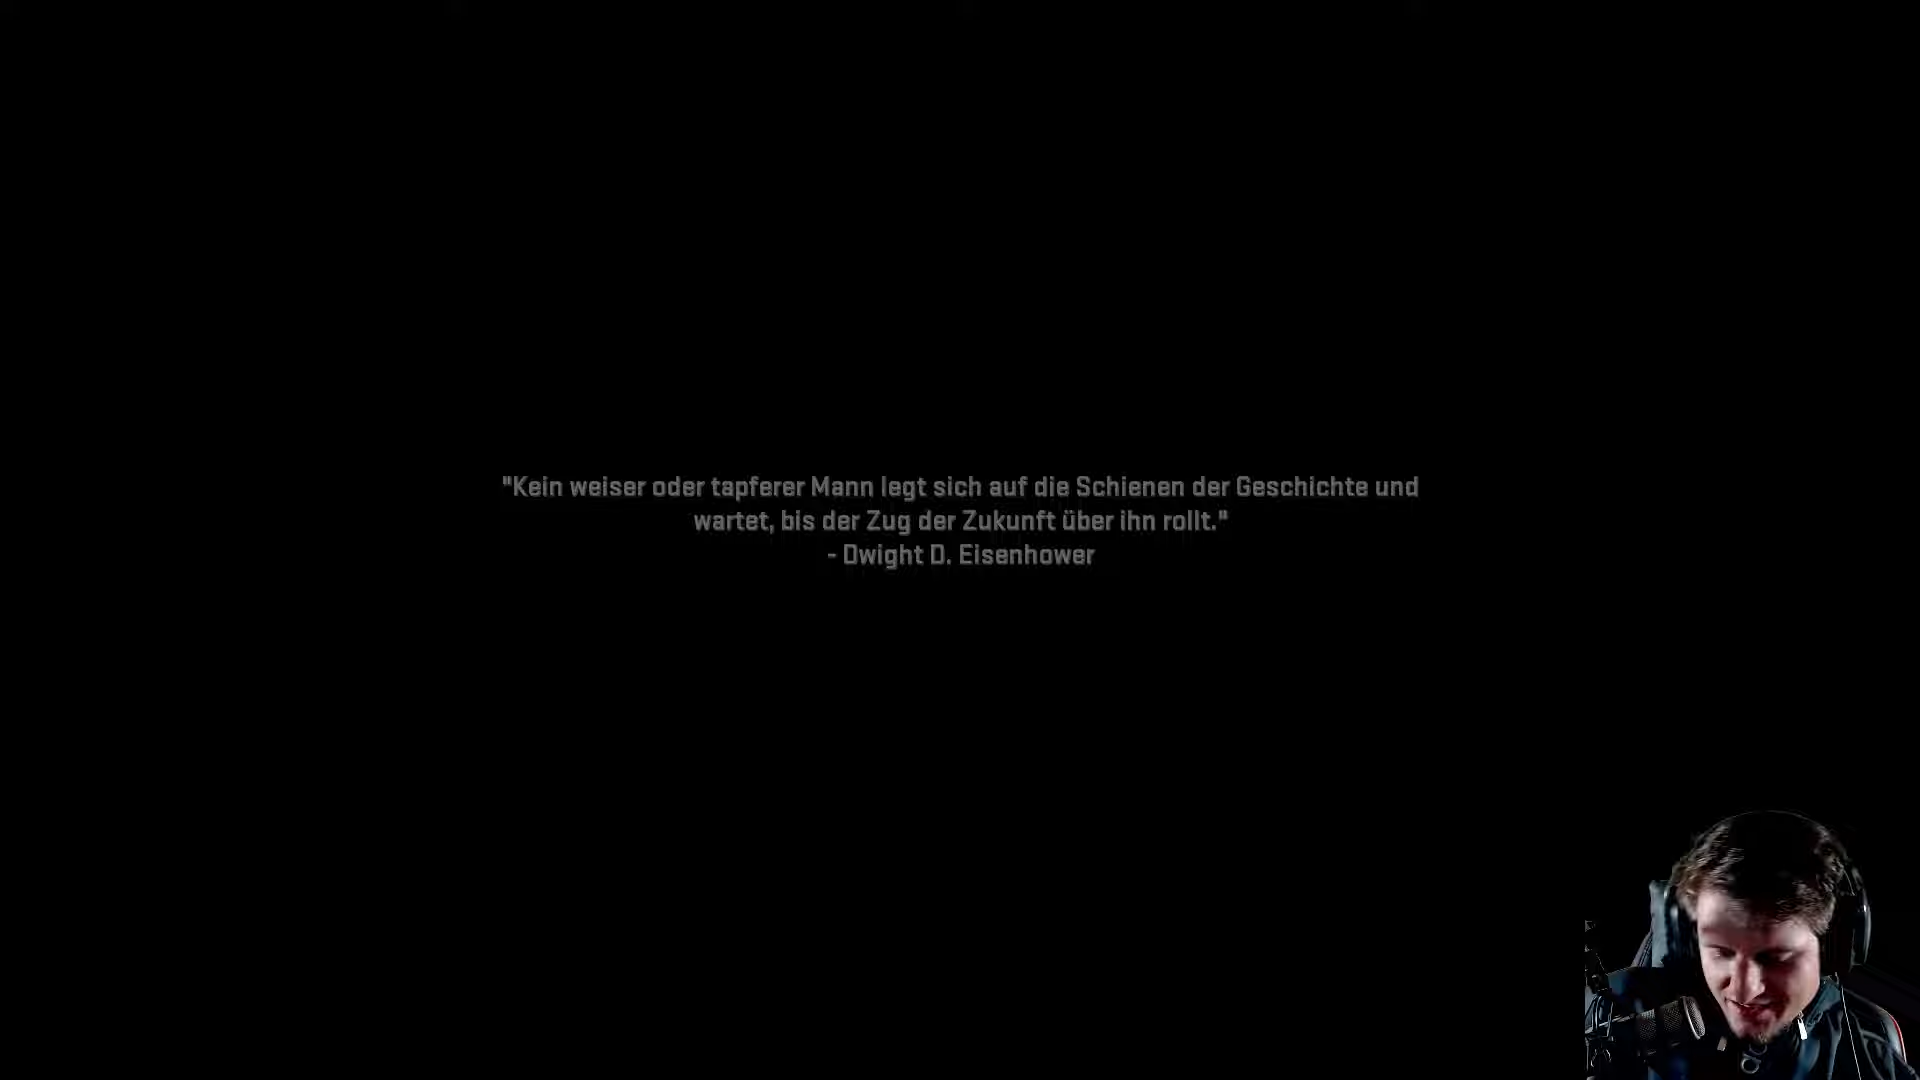 "Kein weiser oder tapferer Mann legt sich auf die Schienen der Geschichte und
wartet, bis der Zug der Zukunft über ihn rollt."
- Dwight D. Eisenhower